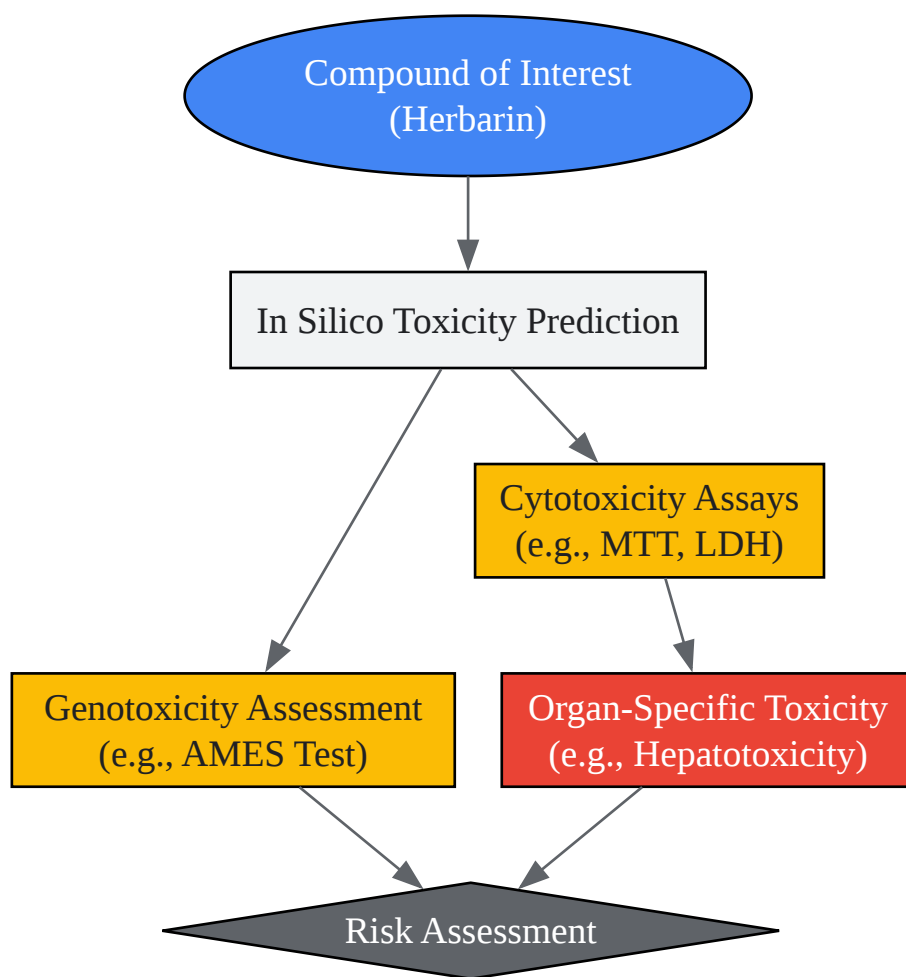 Compound of Interest
(Herbarin)
In Silico Toxicity Prediction
Cytotoxicity Assays
(e.g., MTT, LDH)
Genotoxicity Assessment
(e.g., AMES Test)
Organ-Specific Toxicity
(e.g., Hepatotoxicity)
Risk Assessment